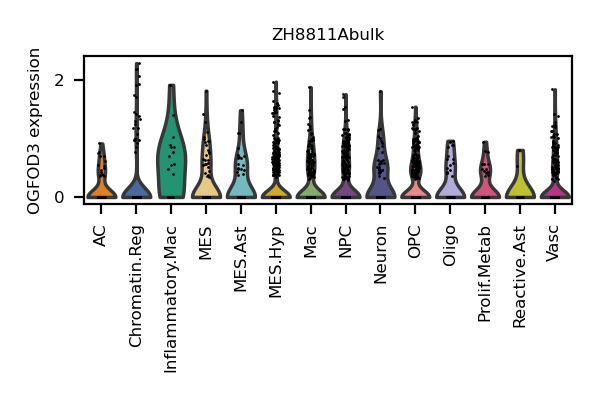 ZH8811Abulk
OGFOD3 expression
2
0
AC
Chromatin.Reg
Inflammatory.Mac
MES
MES.Ast
MES.Hyp
Mac
NPC
Neuron
OPC
Oligo
Prolif.Metab
Reactive.Ast
Vasc